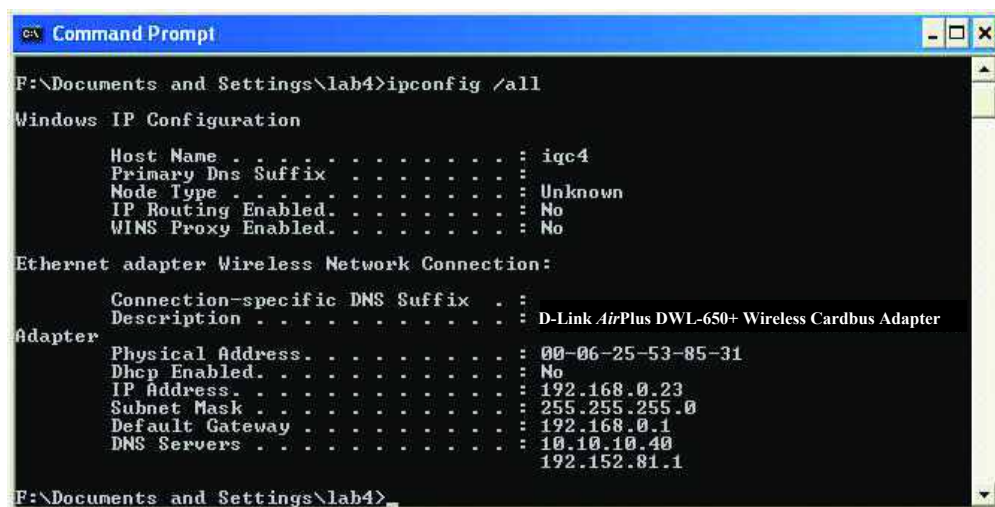 Command Prompt
F:\Documents and Settings\lab4>ipconfig /all
Windows IP Configuration
Host Name . . . . . . . . . . . . : iqc4
Primary Dns Suffix . . . . . . . :
Node Type . . . . . . . . . . . . : Unknown
IP Routing Enabled. . . . . . . . : No
WINS Proxy Enabled. . . . . . . . : No
Ethernet adapter Wireless Network Connection:
Connection-specific DNS Suffix . :
Description . . . . . . . . . . . : D-Link AirPlus DWL-650+ Wireless Cardbus Adapter
Adapter
Physical Address. . . . . . . . . : 00-06-25-53-85-31
Dhcp Enabled. . . . . . . . . . . : No
IP Address. . . . . . . . . . . . : 192.168.0.23
Subnet Mask . . . . . . . . . . . : 255.255.255.0
Default Gateway . . . . . . . . . : 192.168.0.1
DNS Servers . . . . . . . . . . . : 10.10.10.40
192.152.81.1
F:\Documents and Settings\lab4>_